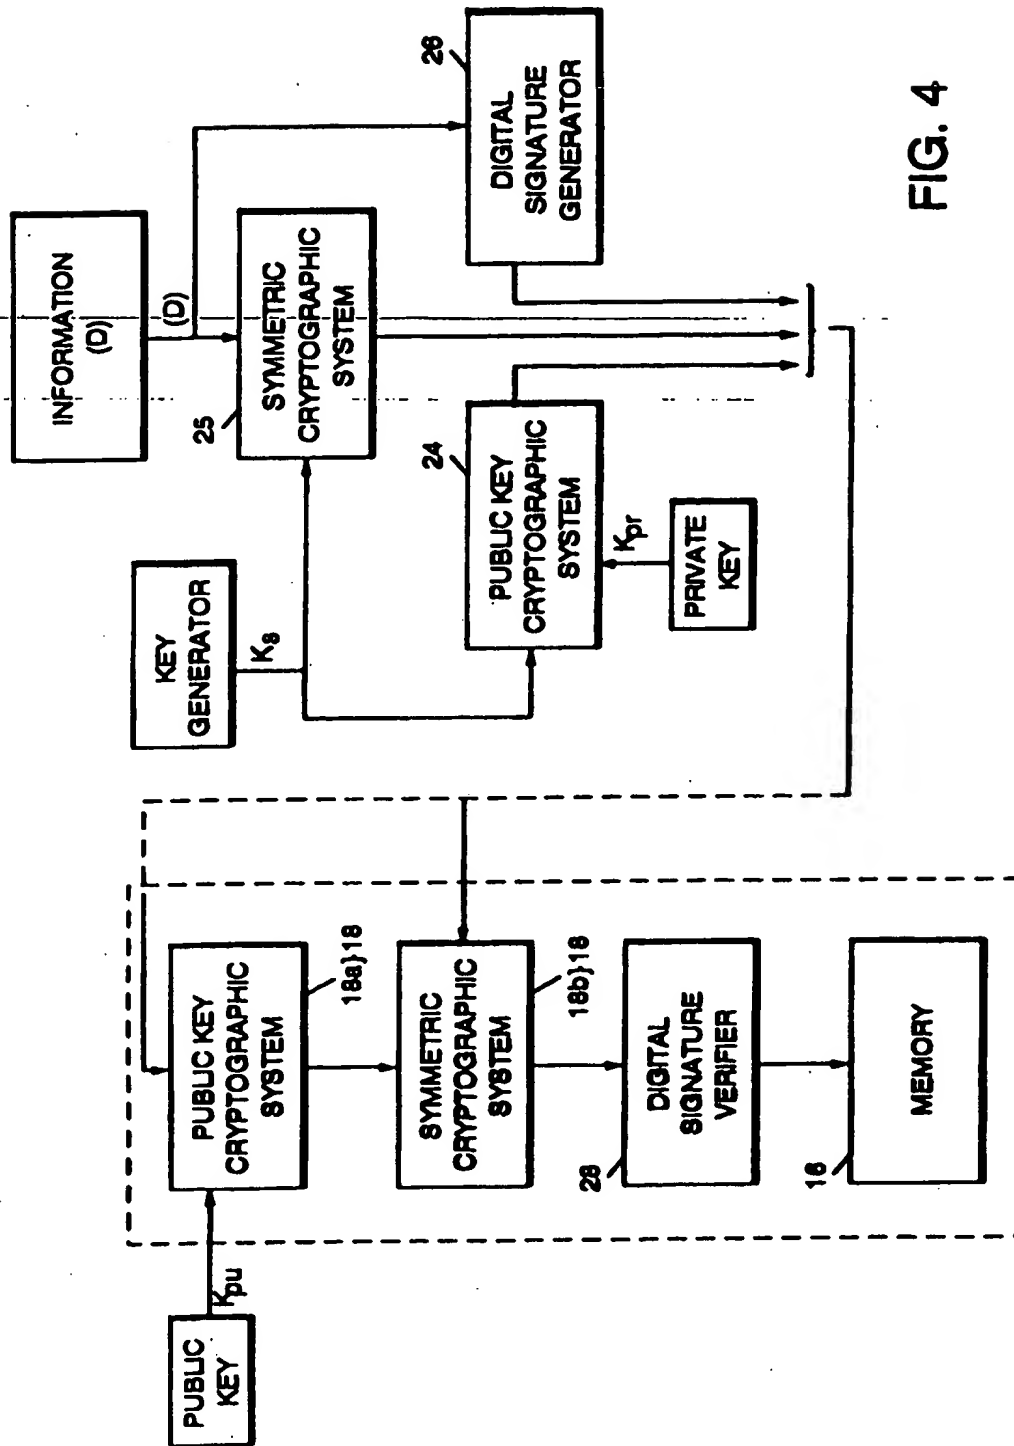 INFORMATION
(D)
(D)
KEY
GENERATOR
Ks
25
SYMMETRIC
CRYPTOGRAPHIC
SYSTEM
26
DIGITAL
SIGNATURE
GENERATOR
24
PUBLIC KEY
CRYPTOGRAPHIC
SYSTEM
Kpr
PRIVATE
KEY
PUBLIC
KEY
Kpu
PUBLIC KEY
CRYPTOGRAPHIC
SYSTEM
18a}18
SYMMETRIC
CRYPTOGRAPHIC
SYSTEM
18b}18
DIGITAL
SIGNATURE
VERIFIER
28
MEMORY
16
FIG. 4